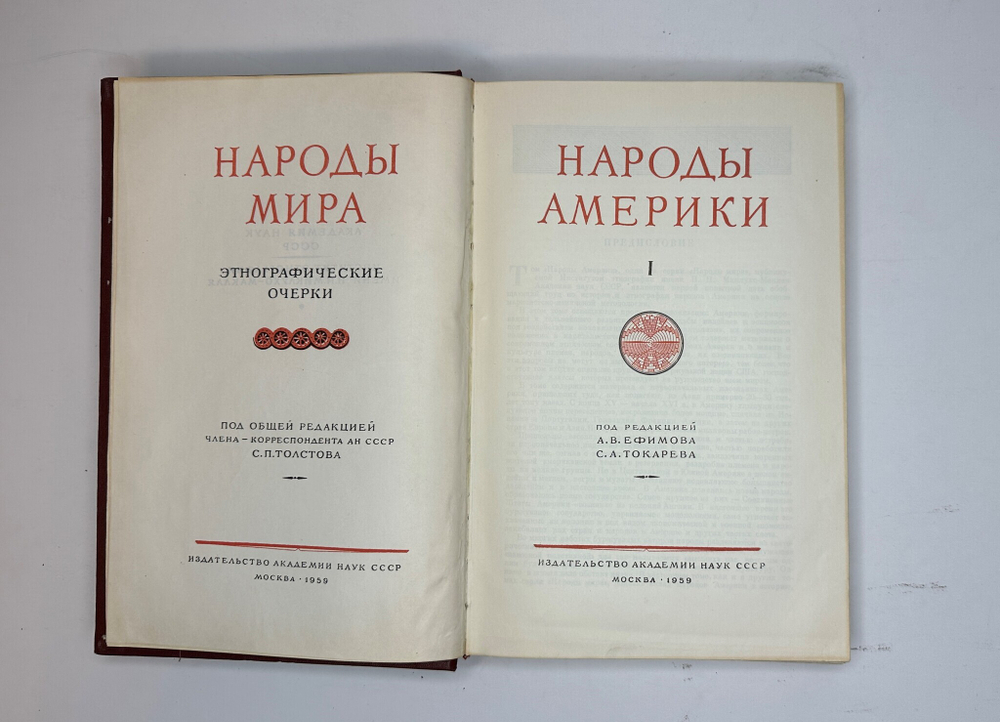 НАРОДЫ
МИРА
ЭТНОГРАФИЧЕСКИЕ
ОЧЕРКИ
ПОД ОБЩЕЙ РЕДАКЦИЕЙ
ЧЛЕНА – КОРРЕСПОНДЕНТА АН СССР
С.П.ТОЛСТОВА
ИЗДАТЕЛЬСТВО АКАДЕМИИ НАУК СССР
МОСКВА · 1959
НАРОДЫ
АМЕРИКИ
I
ПОД РЕДАКЦИЕЙ
А.В.ЕФИМОВА
С.А.ТОКАРЕВА
ИЗДАТЕЛЬСТВО АКАДЕМИИ НАУК СССР
МОСКВА · 1959